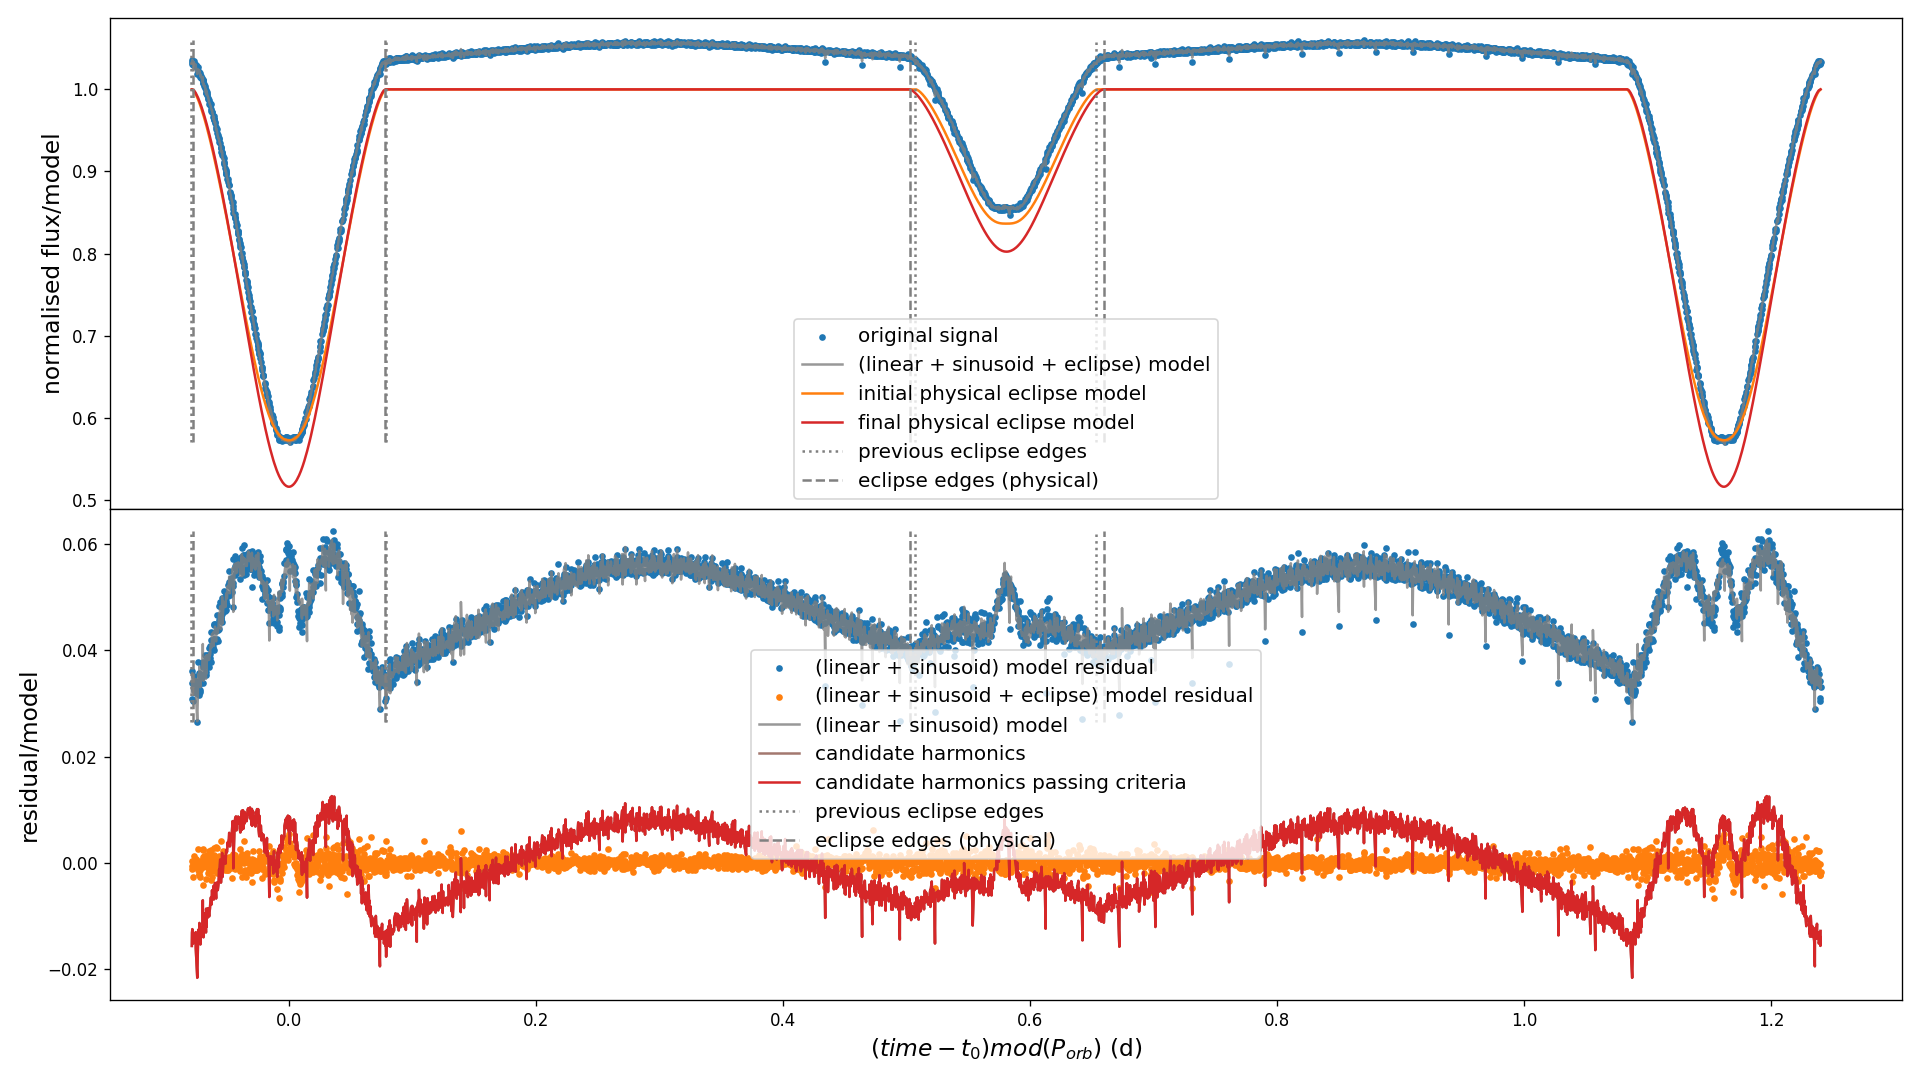 normalised flux/model
1.0
0.9
0.8
0.7
0.6
0.5
original signal
(linear + sinusoid + eclipse) model
initial physical eclipse model
final physical eclipse model
previous eclipse edges
eclipse edges (physical)
residual/model
0.06
0.04
0.02
0.00
−0.02
(linear + sinusoid) model residual
(linear + sinusoid + eclipse) model residual
(linear + sinusoid) model
candidate harmonics
candidate harmonics passing criteria
previous eclipse edges
eclipse edges (physical)
0.0 0.2 0.4 0.6 0.8 1.0 1.2
(time − t₀)mod(P_orb) (d)